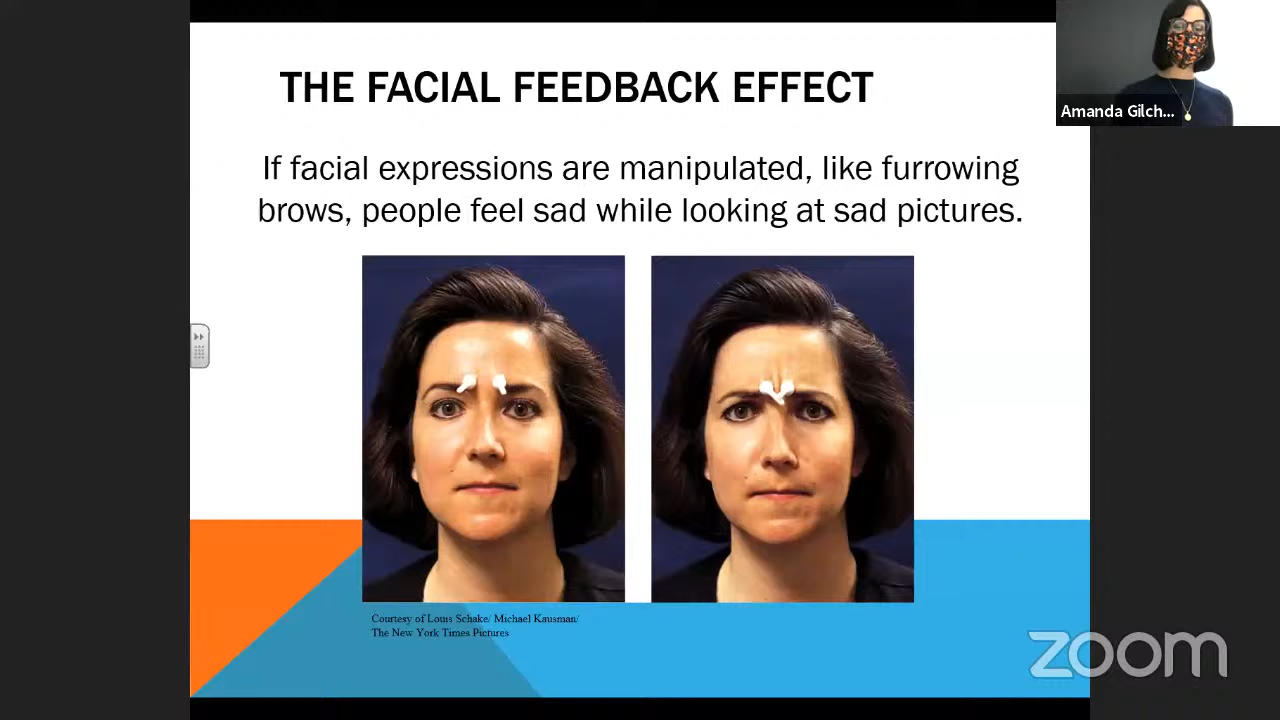 THE FACIAL FEEDBACK EFFECT
If facial expressions are manipulated, like furrowing
brows, people feel sad while looking at sad pictures.
Courtesy of Louis Schake/ Michael Kausman/
The New York Times Pictures
Amanda Gilch...
zoom